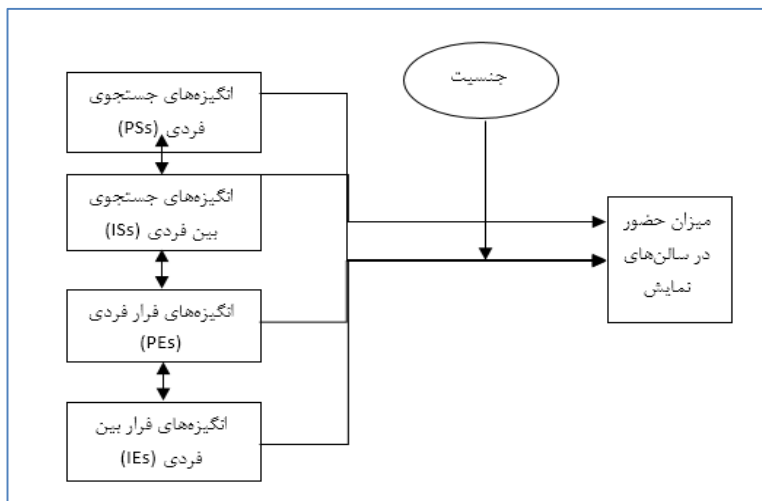 انگیزه‌های جستجوی
فردی (PSs)
جنسیت
انگیزه‌های جستجوی
بین فردی (ISs)
میزان حضور
در سالن‌های
نمایش
انگیزه‌های فرار فردی
(PEs)
انگیزه‌های فرار بین
فردی (IEs)